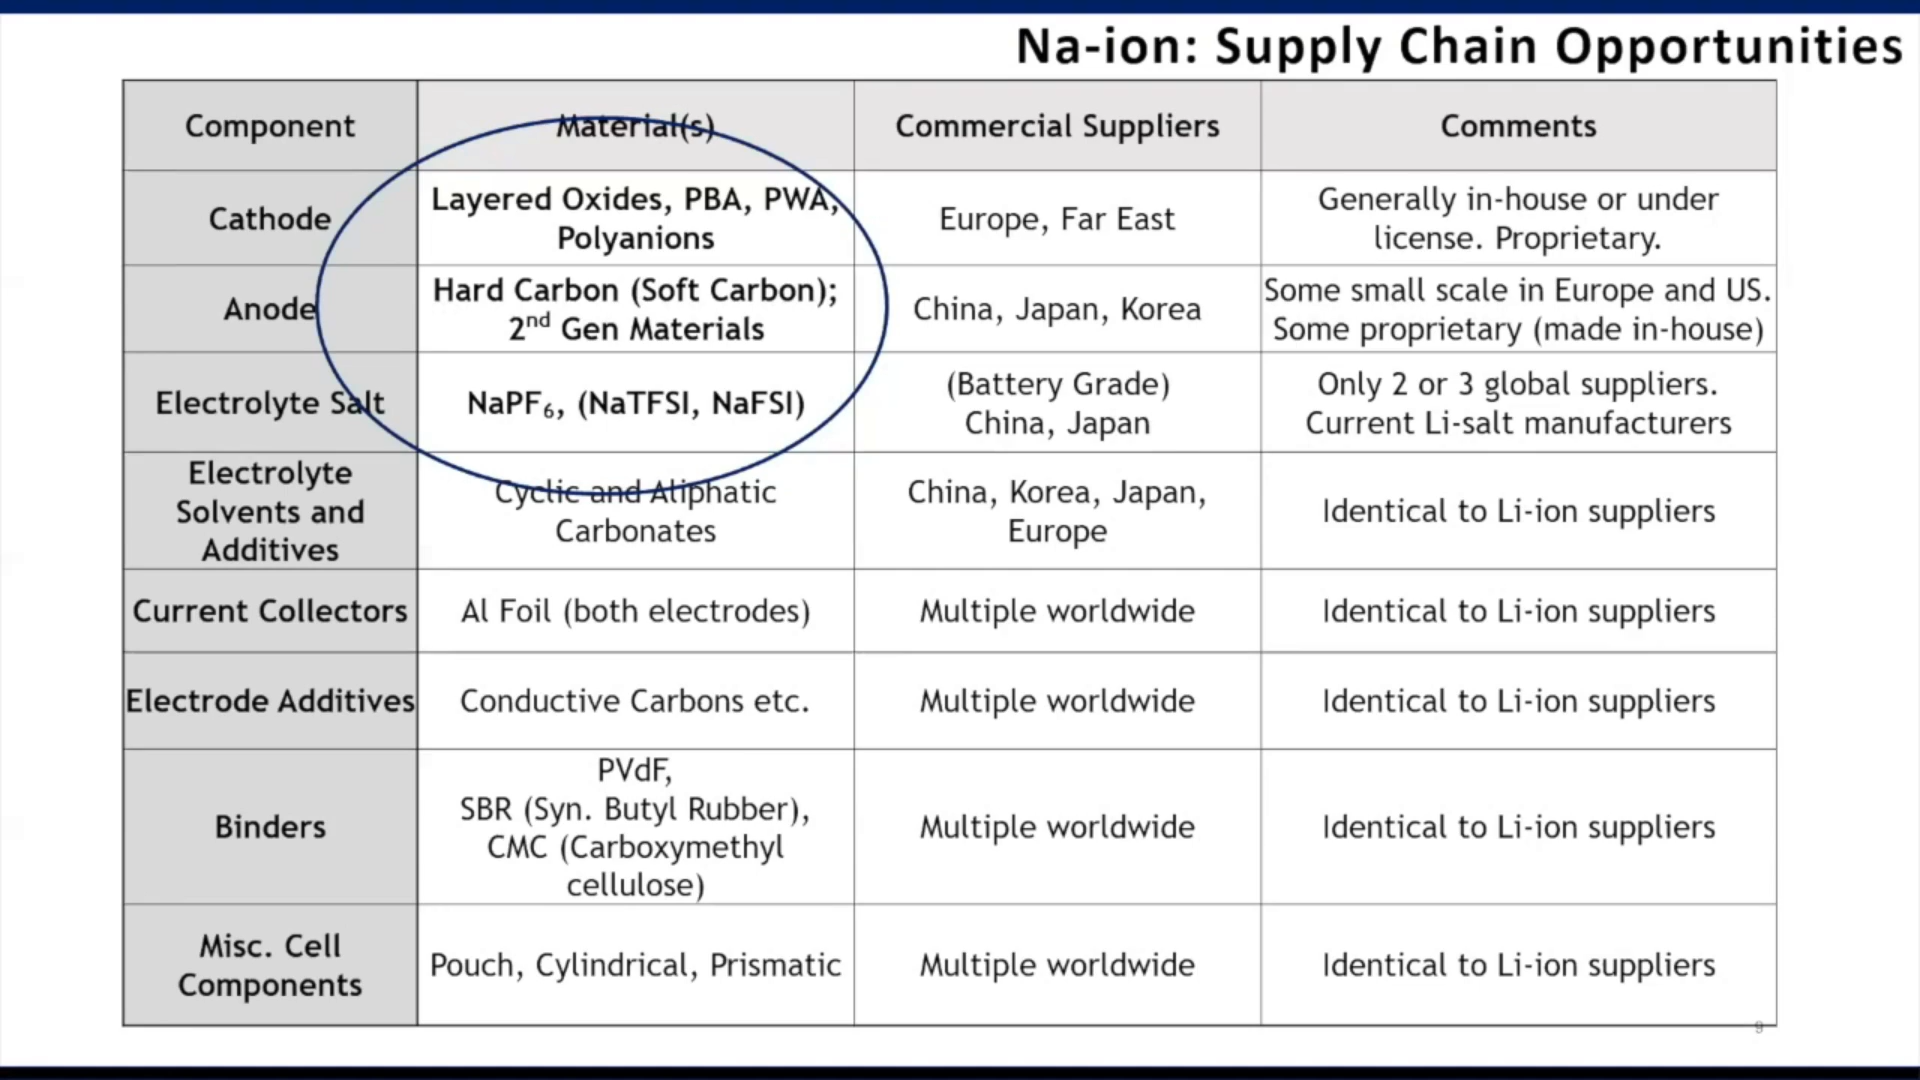 Na-ion: Supply Chain Opportunities
Component
Material(s)
Commercial Suppliers
Comments
Cathode
Layered Oxides, PBA, PWA,
Polyanions
Europe, Far East
Generally in-house or under
license. Proprietary.
Anode
Hard Carbon (Soft Carbon);
2nd Gen Materials
China, Japan, Korea
Some small scale in Europe and US.
Some proprietary (made in-house)
Electrolyte Salt
NaPF₆, (NaTFSI, NaFSI)
(Battery Grade)
China, Japan
Only 2 or 3 global suppliers.
Current Li-salt manufacturers
Electrolyte
Solvents and
Additives
Cyclic and Aliphatic
Carbonates
China, Korea, Japan,
Europe
Identical to Li-ion suppliers
Current Collectors
Al Foil (both electrodes)
Multiple worldwide
Identical to Li-ion suppliers
Electrode Additives
Conductive Carbons etc.
Multiple worldwide
Identical to Li-ion suppliers
Binders
PVdF,
SBR (Syn. Butyl Rubber),
CMC (Carboxymethyl
cellulose)
Multiple worldwide
Identical to Li-ion suppliers
Misc. Cell
Components
Pouch, Cylindrical, Prismatic
Multiple worldwide
Identical to Li-ion suppliers
9